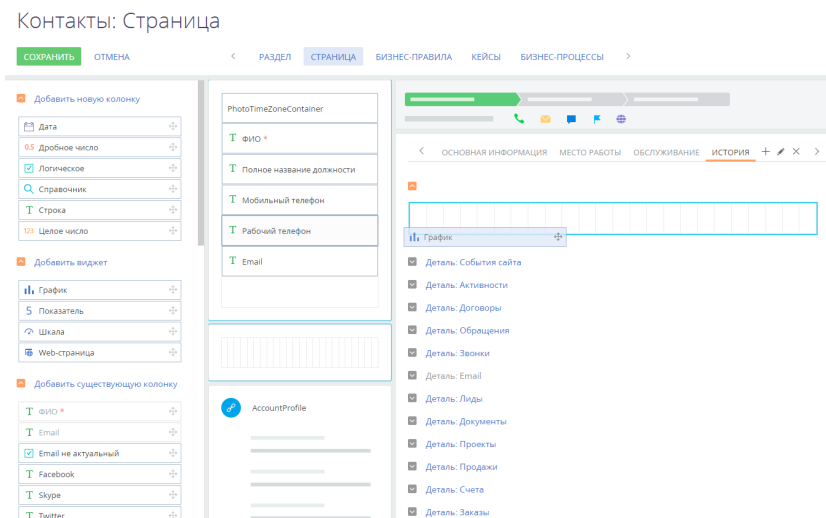 Контакты: Страница
СОХРАНИТЬ ОТМЕНА РАЗДЕЛ СТРАНИЦА БИЗНЕС-ПРАВИЛА КЕЙСЫ БИЗНЕС-ПРОЦЕССЫ
Добавить новую колонку
Дата
0,5 Дробное число
Логическое
Справочник
T Строка
123 Целое число
Добавить виджет
График
5 Показатель
Шкала
Web-страница
Добавить существующую колонку
T ФИО *
T Email
Email не актуальный
T Facebook
T Skype
T Twitter
PhotoTimeZoneContainer
T ФИО *
T Полное название должности
T Мобильный телефон
T Рабочий телефон
T Email
AccountProfile
ОСНОВНАЯ ИНФОРМАЦИЯ МЕСТО РАБОТЫ ОБСЛУЖИВАНИЕ ИСТОРИЯ
График
Деталь: События сайта
Деталь: Активности
Деталь: Договоры
Деталь: Обращения
Деталь: Звонки
Деталь: Email
Деталь: Лиды
Деталь: Документы
Деталь: Проекты
Деталь: Продажи
Деталь: Счета
Деталь: Заказы